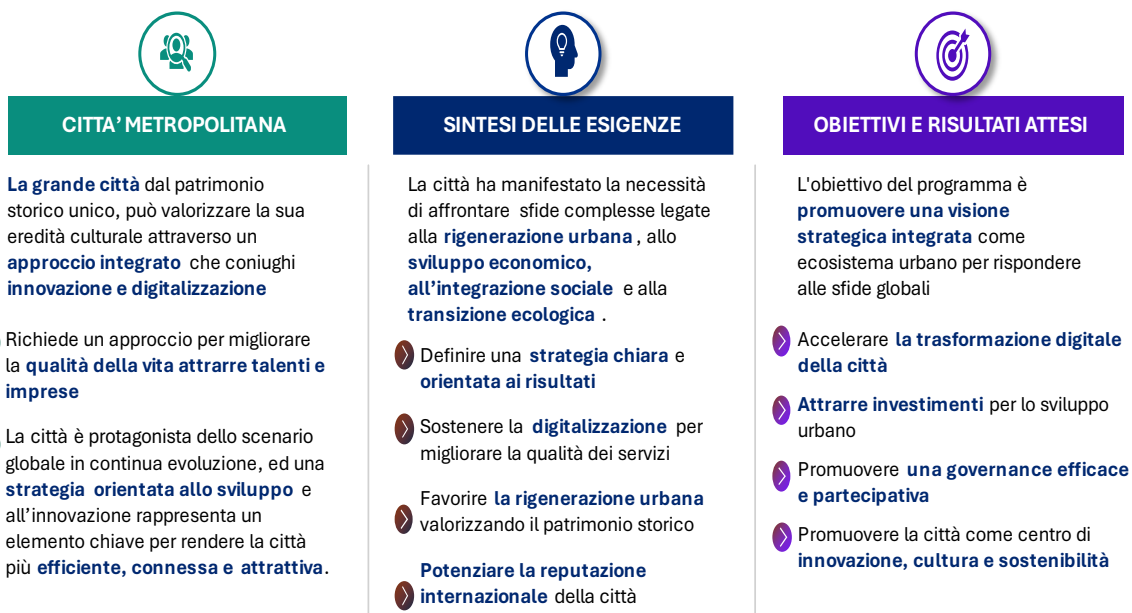 CITTA’ METROPOLITANA
La grande città dal patrimonio
storico unico, può valorizzare la sua
eredità culturale attraverso un
approccio integrato che coniughi
innovazione e digitalizzazione
Richiede un approccio per migliorare
la qualità della vita attrarre talenti e
imprese
La città è protagonista dello scenario
globale in continua evoluzione, ed una
strategia orientata allo sviluppo e
all’innovazione rappresenta un
elemento chiave per rendere la città
più efficiente, connessa e attrattiva.
SINTESI DELLE ESIGENZE
La città ha manifestato la necessità
di affrontare sfide complesse legate
alla rigenerazione urbana , allo
sviluppo economico,
all’integrazione sociale e alla
transizione ecologica .
Definire una strategia chiara e
orientata ai risultati
Sostenere la digitalizzazione per
migliorare la qualità dei servizi
Favorire la rigenerazione urbana
valorizzando il patrimonio storico
Potenziare la reputazione
internazionale della città
OBIETTIVI E RISULTATI ATTESI
L'obiettivo del programma è
promuovere una visione
strategica integrata come
ecosistema urbano per rispondere
alle sfide globali
Accelerare la trasformazione digitale
della città
Attrarre investimenti per lo sviluppo
urbano
Promuovere una governance efficace
e partecipativa
Promuovere la città come centro di
innovazione, cultura e sostenibilità